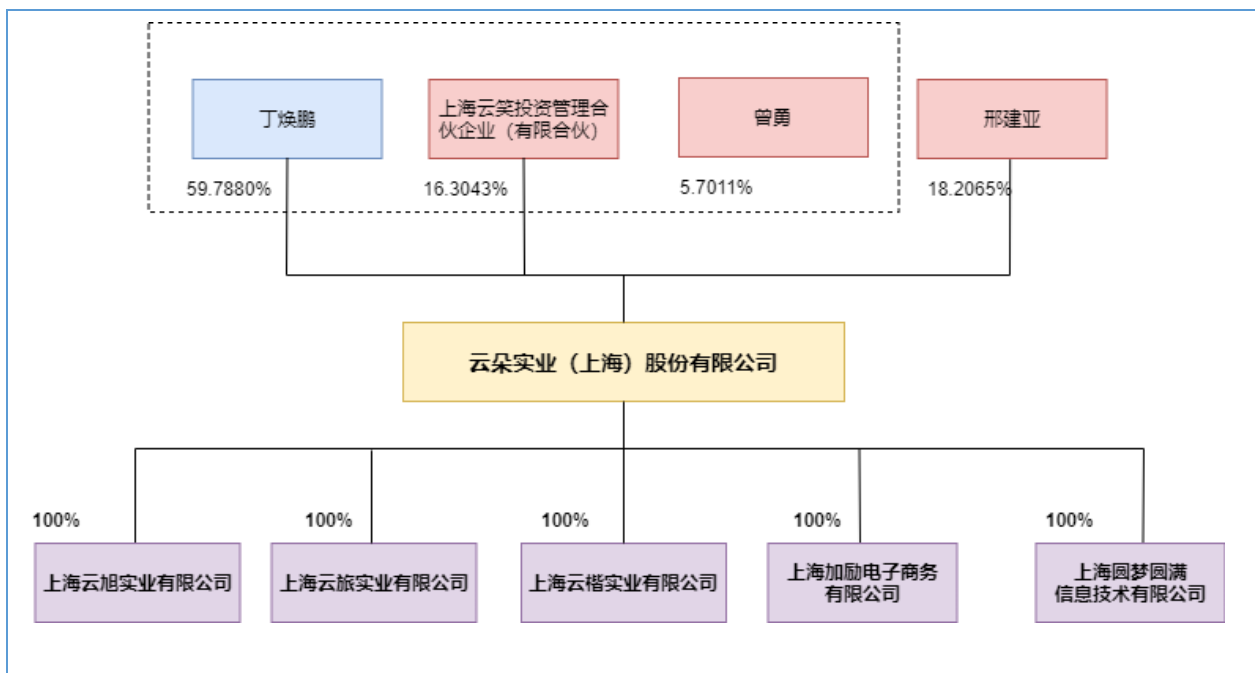 丁焕鹏
上海云笑投资管理合
伙企业（有限合伙）
曾勇
邢建亚
59.7880%
16.3043%
5.7011%
18.2065%
云朵实业（上海）股份有限公司
100%
100%
100%
100%
100%
上海云旭实业有限公司
上海云旅实业有限公司
上海云楷实业有限公司
上海加励电子商务
有限公司
上海圆梦圆满
信息技术有限公司